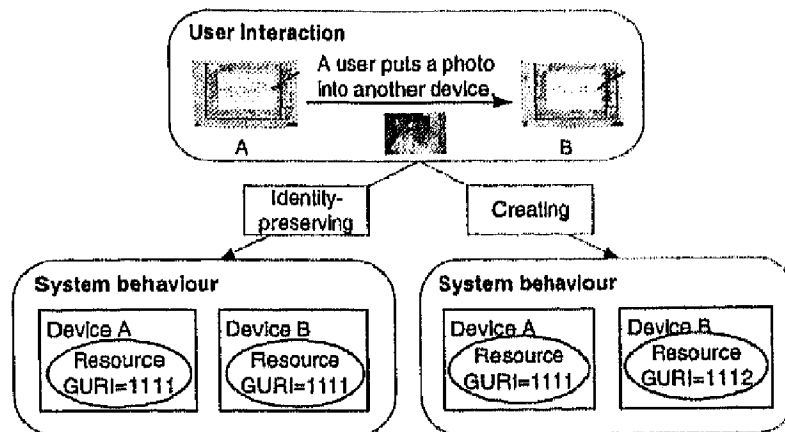 User Interaction
A user puts a photo
into another device
A
B
Identity-
preserving
Creating
System behaviour
Device A
Resource
GURI=1111
Device B
Resource
GURI=1111
System behaviour
Device A
Resource
GURI=1111
Device B
Resource
GURI=1112